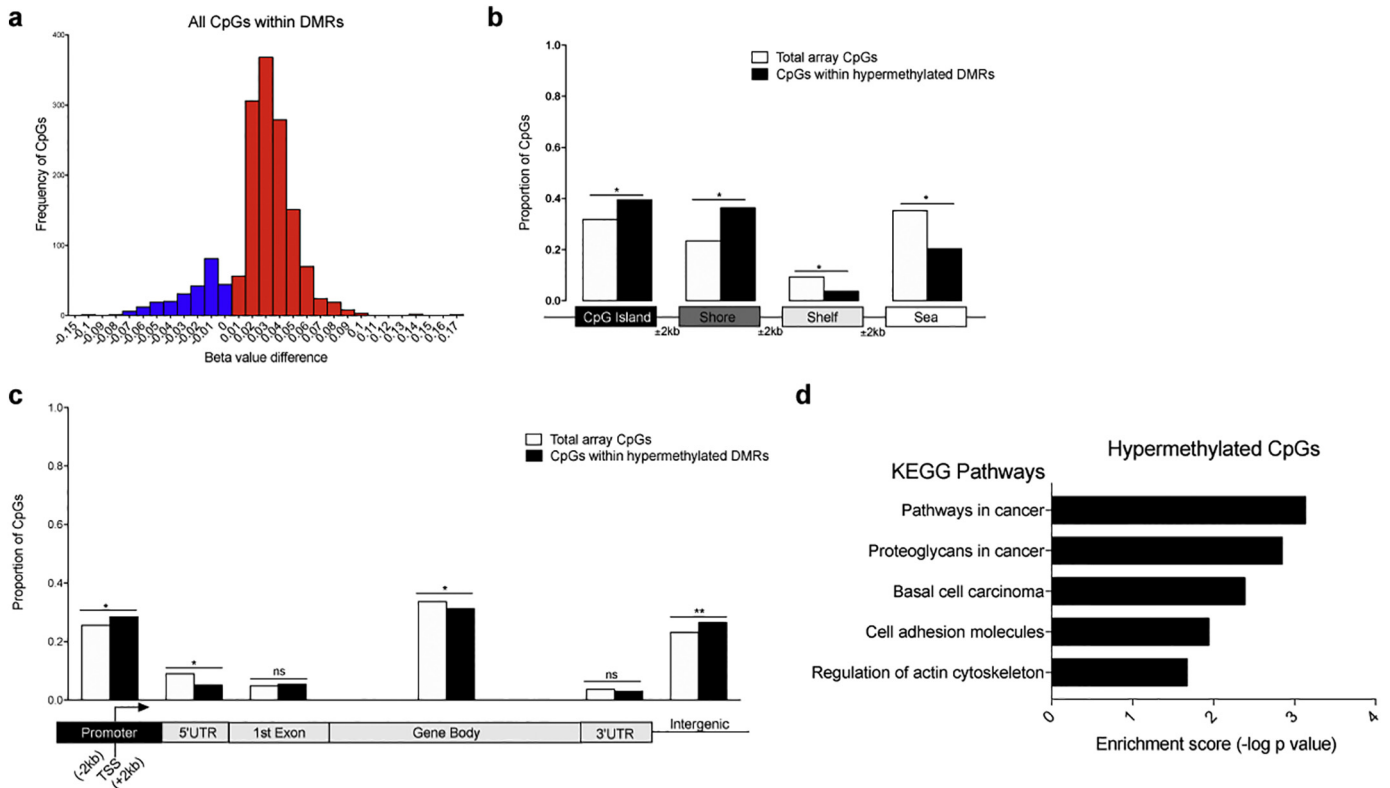 a
All CpGs within DMRs
400
300
200
100
0
Frequency of CpGs
-0.15
-0.1
-0.09
-0.08
-0.07
-0.06
-0.05
-0.04
-0.03
-0.02
-0.01
0
0.01
0.02
0.03
0.04
0.05
0.06
0.07
0.08
0.09
0.1
0.11
0.12
0.13
0.14
0.15
0.16
0.17
Beta value difference
b
1.0
0.8
0.6
0.4
0.2
0.0
Proportion of CpGs
Total array CpGs
CpGs within hypermethylated DMRs
*
*
*
*
CpG Island
Shore
Shelf
Sea
±2kb
±2kb
±2kb
c
1.0
0.8
0.6
0.4
0.2
0.0
Proportion of CpGs
Total array CpGs
CpGs within hypermethylated DMRs
*
*
ns
*
ns
**
Promoter
5'UTR
1st Exon
Gene Body
3'UTR
Intergenic
(-2kb)
TSS
(+2kb)
d
Hypermethylated CpGs
KEGG Pathways
Pathways in cancer
Proteoglycans in cancer
Basal cell carcinoma
Cell adhesion molecules
Regulation of actin cytoskeleton
0
1
2
3
4
Enrichment score (-log p value)